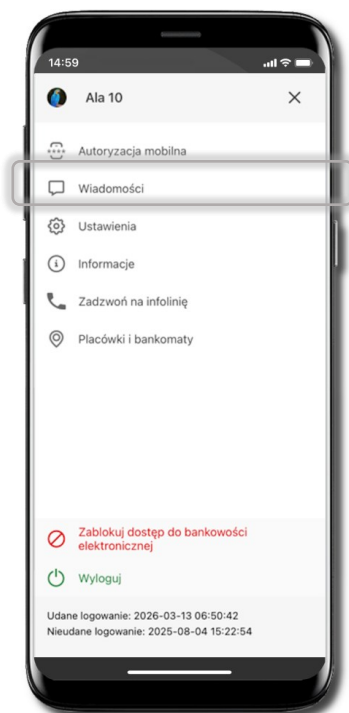 14:59
Ala 10
Autoryzacja mobilna
Wiadomości
Ustawienia
Informacje
Zadzwoń na infolinię
Placówki i bankomaty
Zablokuj dostęp do bankowości
elektronicznej
Wyloguj
Udane logowanie: 2026-03-13 06:50:42
Nieudane logowanie: 2025-08-04 15:22:54